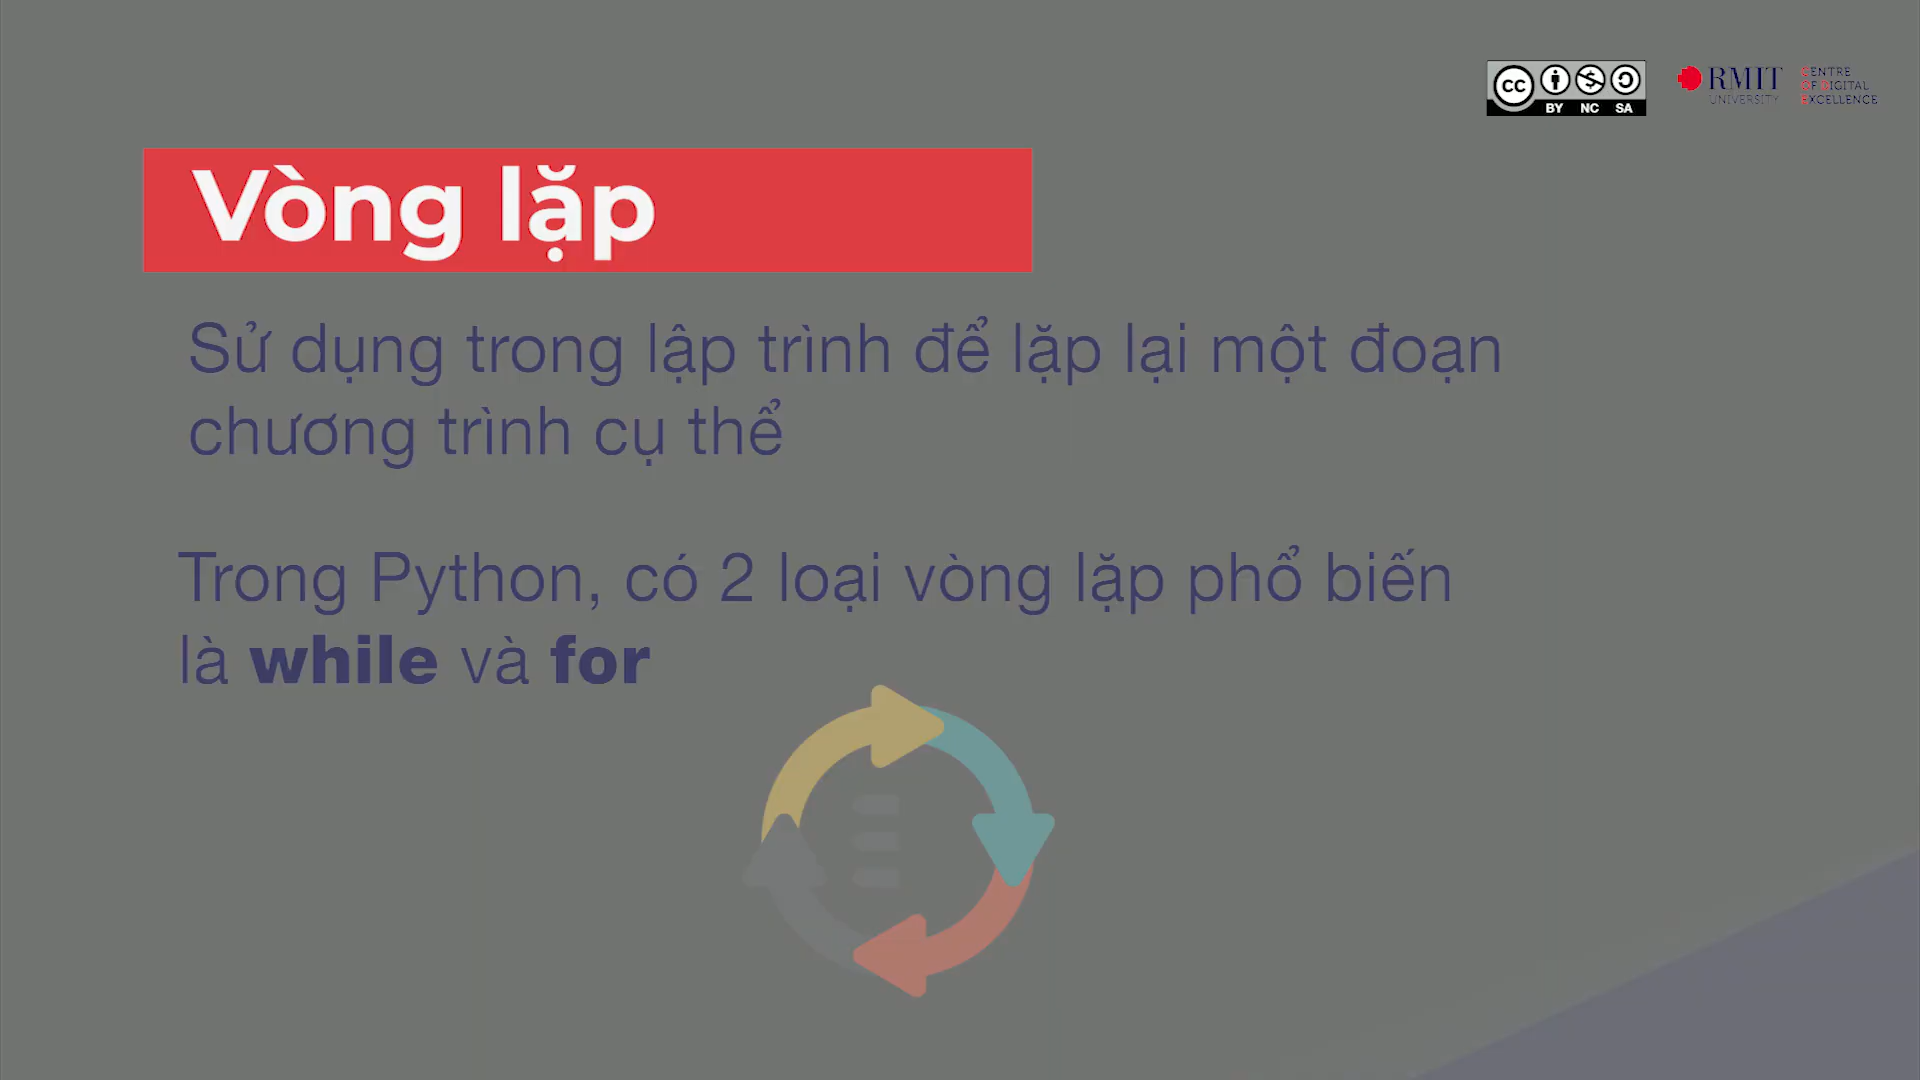 CC BY NC SA
RMIT UNIVERSITY
CENTRE OF DIGITAL EXCELLENCE
Vòng lặp
Sử dụng trong lập trình để lặp lại một đoạn
chương trình cụ thể
Trong Python, có 2 loại vòng lặp phổ biến
là while và for